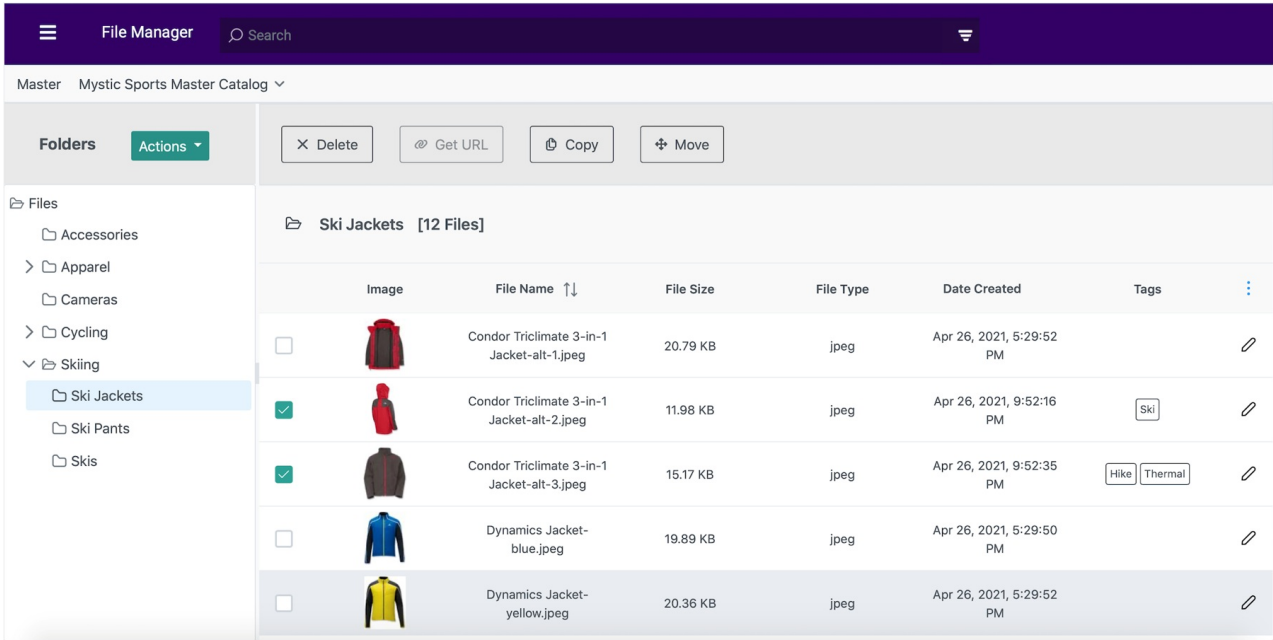 File Manager
Search
Master Mystic Sports Master Catalog
Folders
Actions
Delete Get URL Copy Move
Files
Accessories
Apparel
Cameras
Cycling
Skiing
Ski Jackets
Ski Pants
Skis
Ski Jackets [12 Files]
Image File Name File Size File Type Date Created Tags
Condor Triclimate 3-in-1 20.79 KB jpeg Apr 26, 2021, 5:29:52
Jacket-alt-1.jpeg PM
Condor Triclimate 3-in-1 11.98 KB jpeg Apr 26, 2021, 9:52:16 Ski
Jacket-alt-2.jpeg PM
Condor Triclimate 3-in-1 15.17 KB jpeg Apr 26, 2021, 9:52:35 Hike Thermal
Jacket-alt-3.jpeg PM
Dynamics Jacket- 19.89 KB jpeg Apr 26, 2021, 5:29:50
blue.jpeg PM
Dynamics Jacket- 20.36 KB jpeg Apr 26, 2021, 5:29:52
yellow.jpeg PM